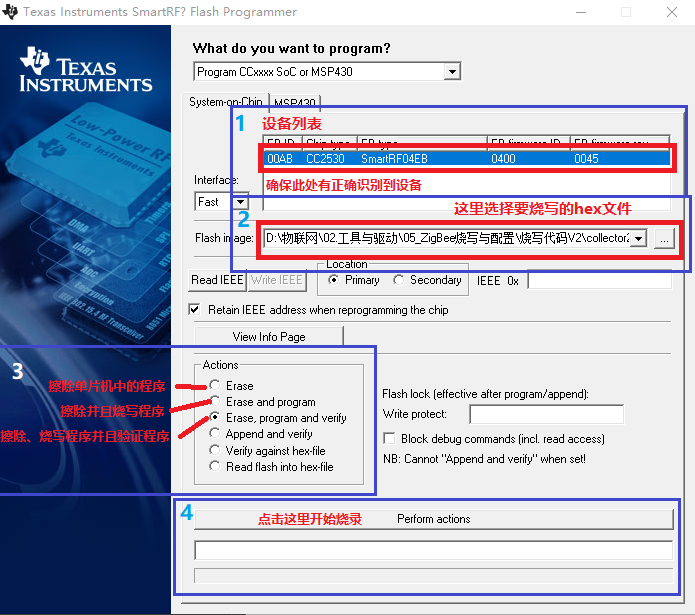 Texas Instruments SmartRF? Flash Programmer
TEXAS INSTRUMENTS
Low-Power RF
Texas Instruments
What do you want to program?
Program CCxxxx SoC or MSP430
System-on-Chip MSP430
1 设备列表
EB ID Chip type EB type EB firmware ID EB firmware rev
00AB CC2530 SmartRF04EB 0400 0045
Interface:
确保此处有正确识别到设备
Fast
2 这里选择要烧写的hex文件
Flash image: D:\物联网\02.工具与驱动\05_ZigBee烧写与配置\烧写代码V2\collector2 ...
Location
Read IEEE Write IEEE Primary Secondary IEEE 0x
Retain IEEE address when reprogramming the chip
View Info Page
3
Actions
擦除单片机中的程序 Erase
擦除并且烧写程序 Erase and program
擦除、烧写程序并且验证程序 Erase, program and verify
Append and verify
Verify against hex-file
Read flash into hex-file
Flash lock (effective after program/append):
Write protect:
Block debug commands (incl. read access)
NB: Cannot "Append and verify" when set!
4 点击这里开始烧录 Perform actions